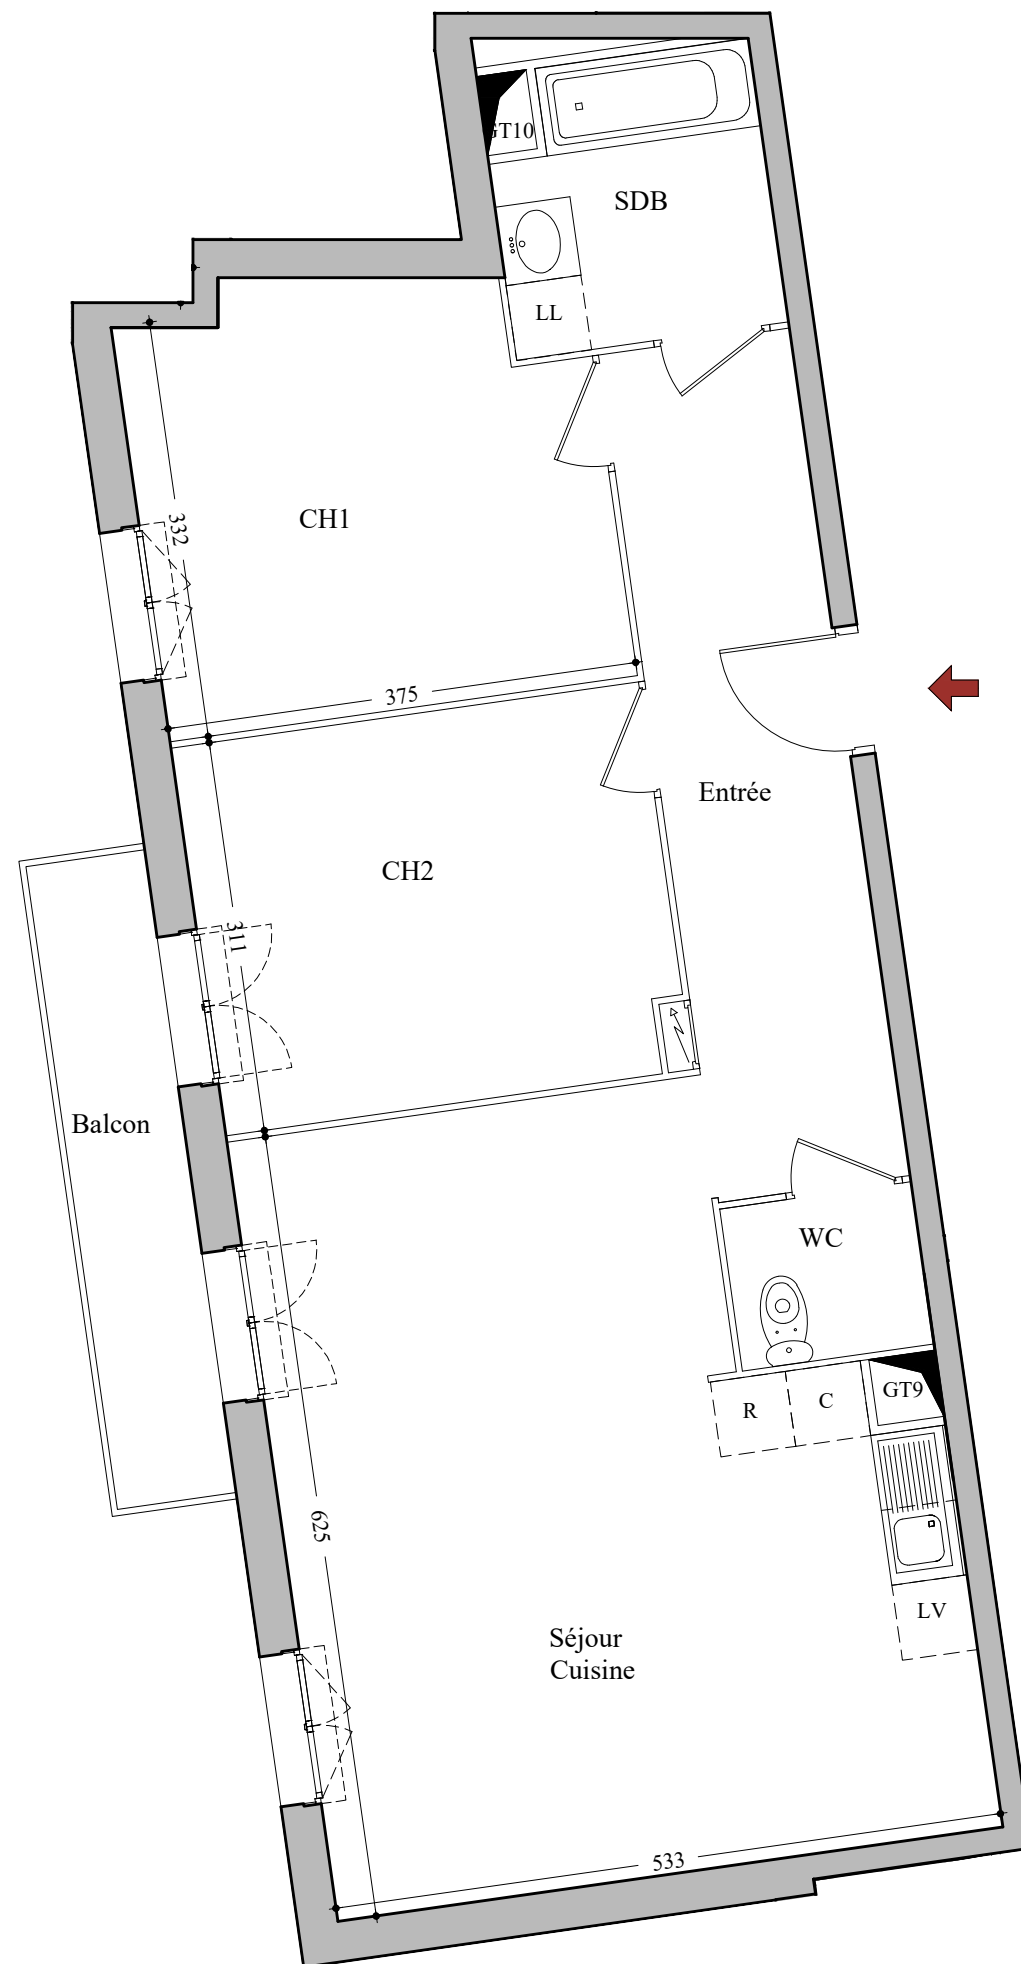 GT10
SDB
LL
332
CH1
375
Entrée
CH2
311
Balcon
WC
R
C
GT9
625
LV
Séjour
Cuisine
533